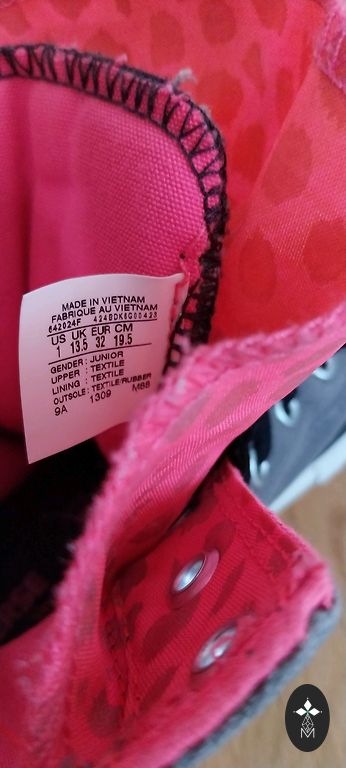 MADE IN VIETNAM
FABRIQUE AU VIETNAM
642024F 424BDK6G00423
US UK EUR CM
1 13.5 32 19.5
GENDER : JUNIOR
UPPER : TEXTILE
LINING : TEXTILE
OUTSOLE : TEXTILE/RUBBER
9A 1309 M88
M